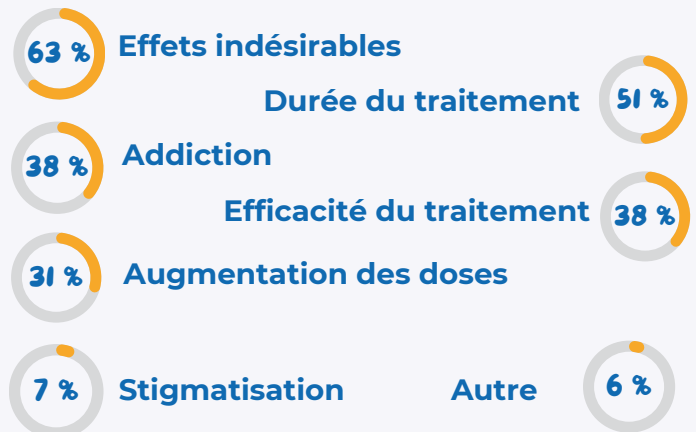 63 % Effets indésirables
Durée du traitement 51 %
38 % Addiction
Efficacité du traitement 38 %
31 % Augmentation des doses
7 % Stigmatisation
Autre 6 %